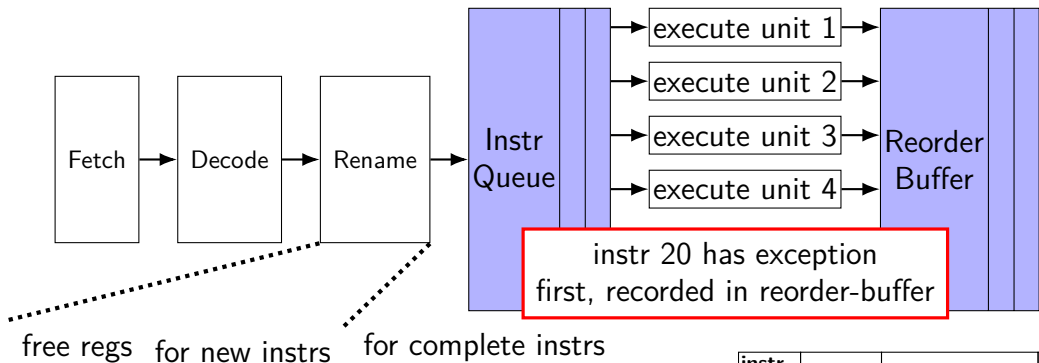 Fetch
Decode
Rename
Instr
Queue
execute unit 1
execute unit 2
execute unit 3
execute unit 4
Reorder
Buffer
instr 20 has exception
first, recorded in reorder-buffer
free regs
for new instrs
for complete instrs
instr